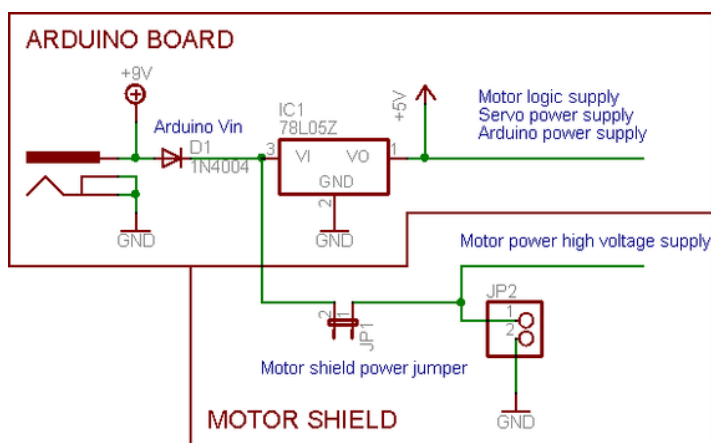 ARDUINO BOARD
+9V
Arduino Vin
D1
1N4004
IC1
78L05Z
3
VI
VO
1
GND
2
+5V
Motor logic supply
Servo power supply
Arduino power supply
GND
GND
Motor power high voltage supply
JP2
1
2
2
1
JP1
Motor shield power jumper
GND
MOTOR SHIELD